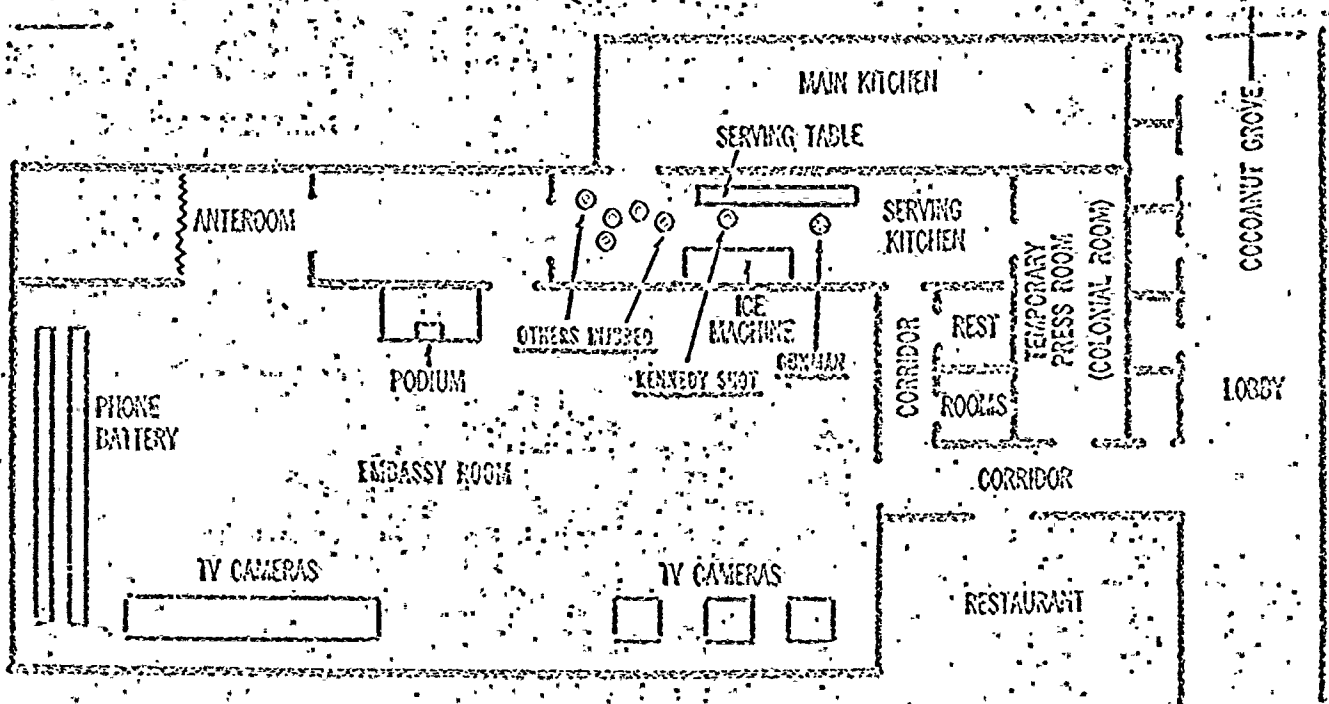 MAIN KITCHEN
SERVING TABLE
COCOANUT GROVE
ANTEROOM
SERVING
KITCHEN
TEMPORARY
PRESS ROOM
(COLONIAL ROOM)
OTHERS INJURED
ICE
MACHINE
KENNEDY SHOT
GUNMAN
CORRIDOR
REST
ROOMS
PODIUM
LOBBY
PHONE
BATTERY
EMBASSY ROOM
CORRIDOR
TV CAMERAS
TV CAMERAS
RESTAURANT